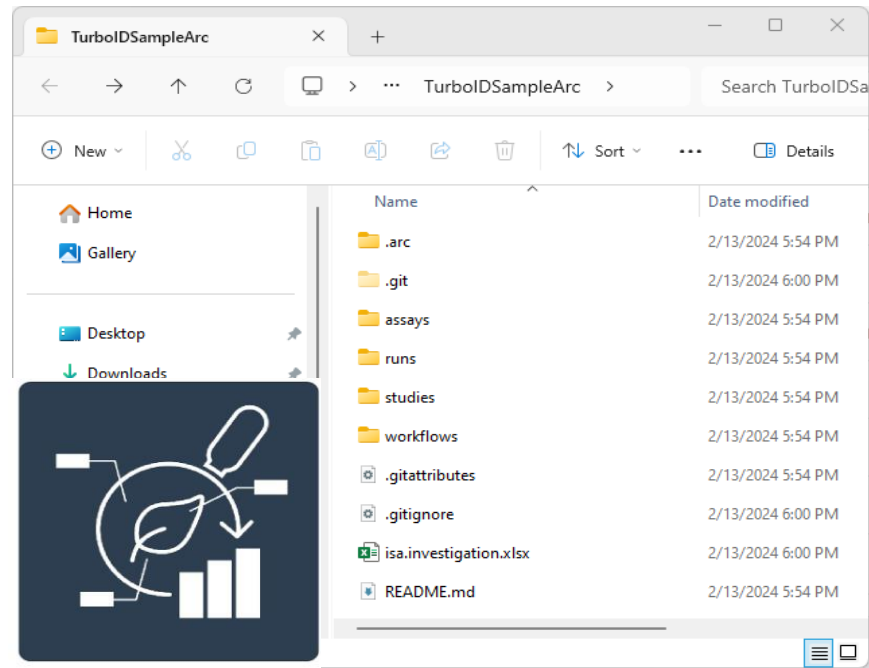 TurboIDSampleArc
TurboIDSampleArc
Search TurboIDSa
New
Sort
Details
Home
Gallery
Desktop
Downloads
Name Date modified
.arc 2/13/2024 5:54 PM
.git 2/13/2024 6:00 PM
assays 2/13/2024 5:54 PM
runs 2/13/2024 5:54 PM
studies 2/13/2024 5:54 PM
workflows 2/13/2024 5:54 PM
.gitattributes 2/13/2024 5:54 PM
.gitignore 2/13/2024 6:00 PM
isa.investigation.xlsx 2/13/2024 6:00 PM
README.md 2/13/2024 5:54 PM